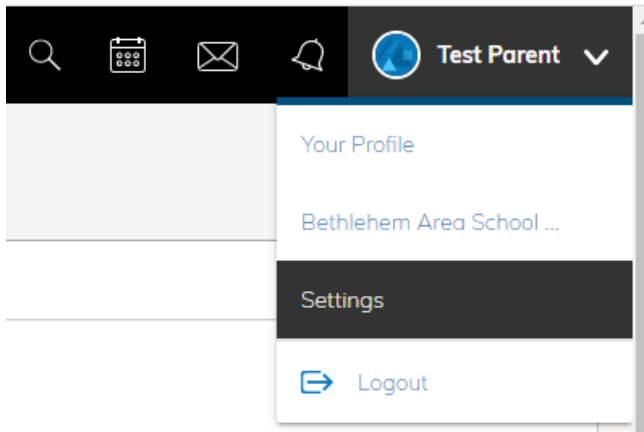 Test Parent
Your Profile
Bethlehem Area School ...
Settings
Logout